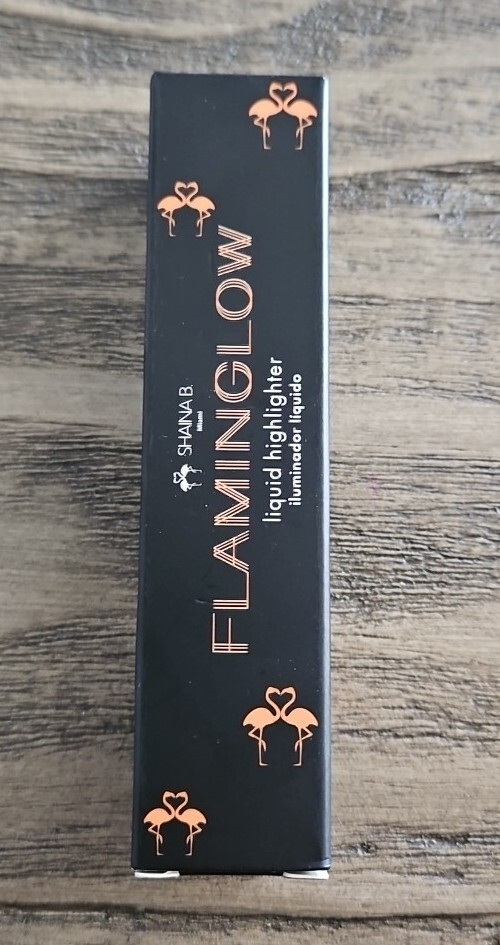 SHAINA B.
Miami
FLAMINGLOW
liquid highlighter
iluminador líquido